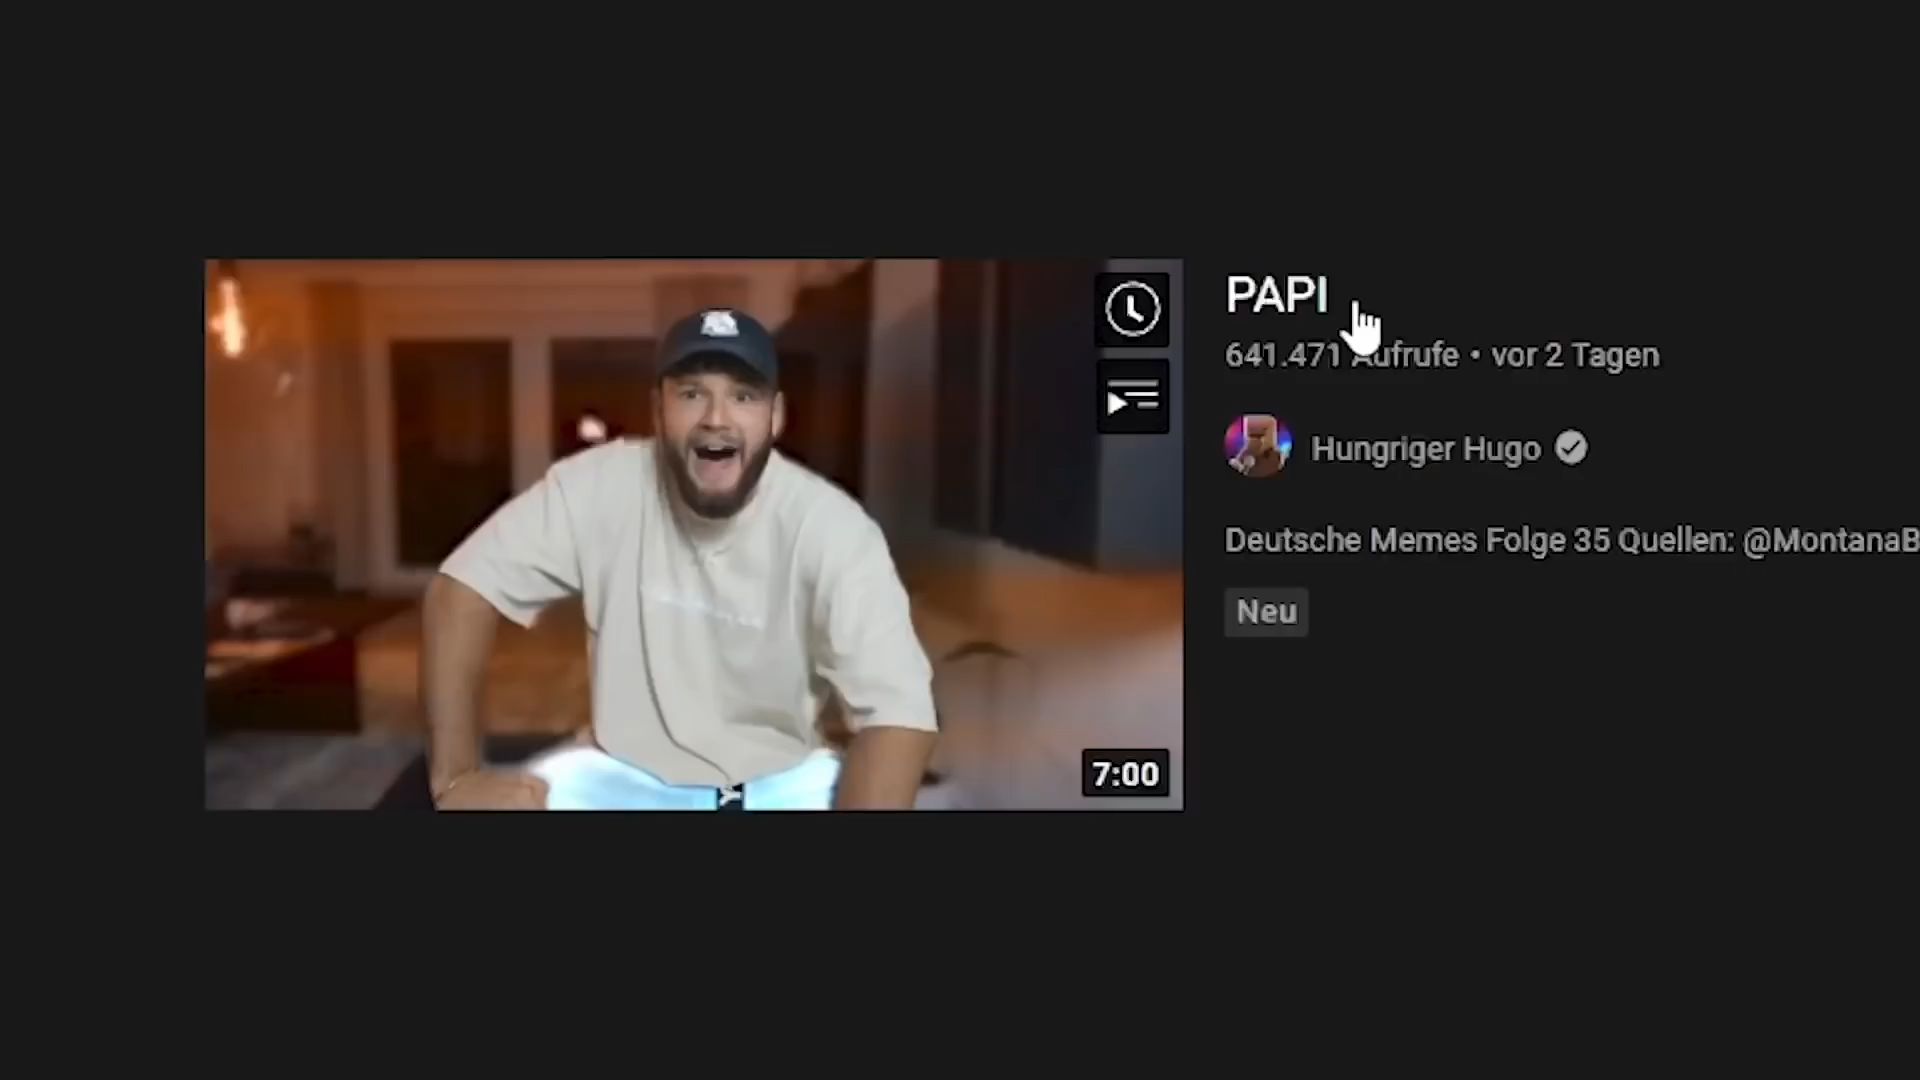 PAPI
641.471 Aufrufe • vor 2 Tagen
Hungriger Hugo
Deutsche Memes Folge 35 Quellen: @MontanaB
Neu
7:00